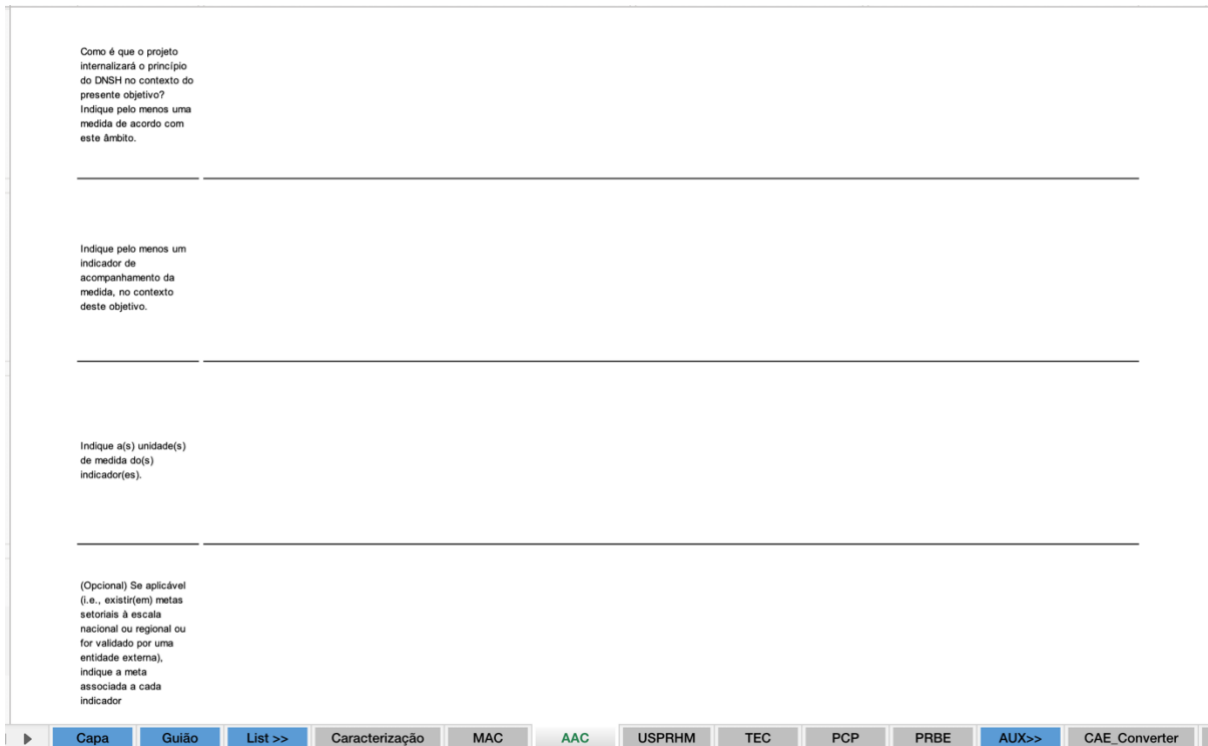 Como é que o projeto
internalizará o princípio
do DNSH no contexto do
presente objetivo?
Indique pelo menos uma
medida de acordo com
este âmbito.
Indique pelo menos um
indicador de
acompanhamento da
medida, no contexto
deste objetivo.
Indique a(s) unidade(s)
de medida do(s)
indicador(es).
(Opcional) Se aplicável
(i.e., existir(em) metas
setoriais à escala
nacional ou regional ou
for validado por uma
entidade externa),
indique a meta
associada a cada
indicador
Capa Guião List >> Caracterização MAC AAC USPRHM TEC PCP PRBE AUX>> CAE_Converter